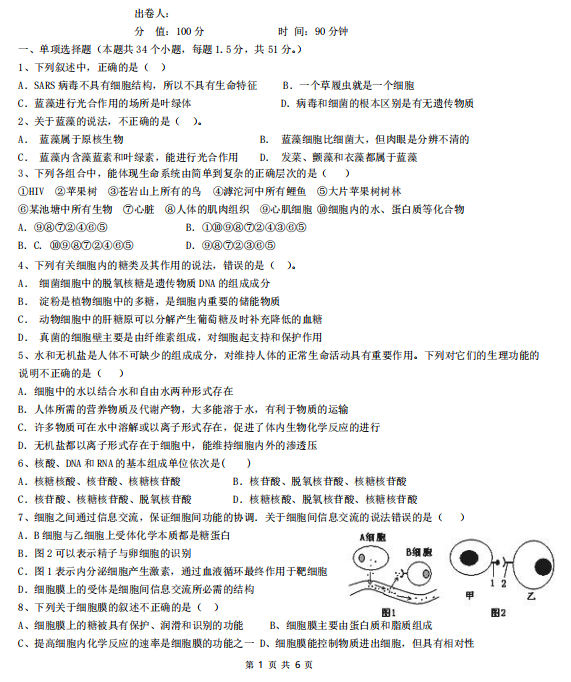 出卷人：
分　值：100分　　　时　间：90分钟
一、单项选择题（本题共34个小题，每题1.5分，共51分。）
1、下列叙述中，正确的是（　）
A．SARS病毒不具有细胞结构，所以不具有生命特征　　B．一个草履虫就是一个细胞
C．蓝藻进行光合作用的场所是叶绿体　　D．病毒和细菌的根本区别是有无遗传物质
2、关于蓝藻的说法，不正确的是（　）。
A．　蓝藻属于原核生物　　B．　蓝藻细胞比细菌大，但肉眼是分辨不清的
C．　蓝藻内含藻蓝素和叶绿素，能进行光合作用　　D．　发菜、颤藻和衣藻都属于蓝藻
3、下列各组合中，能体现生命系统由简单到复杂的正确层次的是（　）
①HIV　②苹果树　③苍岩山上所有的鸟　④滹沱河中所有鲤鱼　⑤大片苹果树树林
⑥某池塘中所有生物　⑦心脏　⑧人体的肌肉组织　⑨心肌细胞　⑩细胞内的水、蛋白质等化合物
A．⑨⑧⑦②④⑥⑤　　B．①⑩⑨⑧⑦②④③⑥⑤
B．C．⑩⑨⑧⑦②④⑥⑤　　D．⑨⑧⑦②③⑥⑤
4、下列有关细胞内的糖类及其作用的说法，错误的是（　）。
A．　细菌细胞中的脱氧核糖是遗传物质DNA的组成成分
B．　淀粉是植物细胞中的多糖，是细胞内重要的储能物质
C．　动物细胞中的肝糖原可以分解产生葡萄糖及时补充降低的血糖
D．　真菌的细胞壁主要是由纤维素组成，对细胞起支持和保护作用
5、水和无机盐是人体不可缺少的组成成分，对维持人体的正常生命活动具有重要作用。下列对它们的生理功能的
说明不正确的是（　）
A．细胞中的水以结合水和自由水两种形式存在
B．人体所需的营养物质及代谢产物，大多能溶于水，有利于物质的运输
C．许多物质可在水中溶解或以离子形式存在，促进了体内生物化学反应的进行
D．无机盐都以离子形式存在于细胞中，能维持细胞内外的渗透压
6、核酸、DNA和RNA的基本组成单位依次是(　)
A．核糖核酸、核苷酸、核糖核苷酸　　B．核苷酸、脱氧核苷酸、核糖核苷酸
C．核苷酸、核糖核苷酸、脱氧核苷酸　　D．核糖核酸、脱氧核苷酸、核糖核苷酸
7、细胞之间通过信息交流，保证细胞间功能的协调．关于细胞间信息交流的说法错误的是（　）
A．B细胞与乙细胞上受体化学本质都是糖蛋白
B．图2可以表示精子与卵细胞的识别
C．图1表示内分泌细胞产生激素，通过血液循环最终作用于靶细胞
D．细胞膜上的受体是细胞间信息交流所必需的结构
A细胞
B细胞
图1
1　2
甲　乙
图2
8、下列关于细胞膜的叙述不正确的是（　）
A、细胞膜上的糖被具有保护、润滑和识别的功能　　B、细胞膜主要由蛋白质和脂质组成
C、提高细胞内化学反应的速率是细胞膜的功能之一　D、细胞膜能控制物质进出细胞，但具有相对性
第 1 页 共 6 页